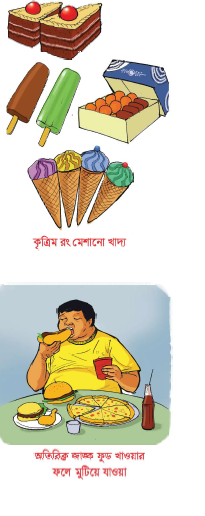 কৃত্রিম রং মেশানো খাদ্য
অতিরিক্ত জাঙ্ক ফুড খাওয়ার
ফলে মুটিয়ে যাওয়া